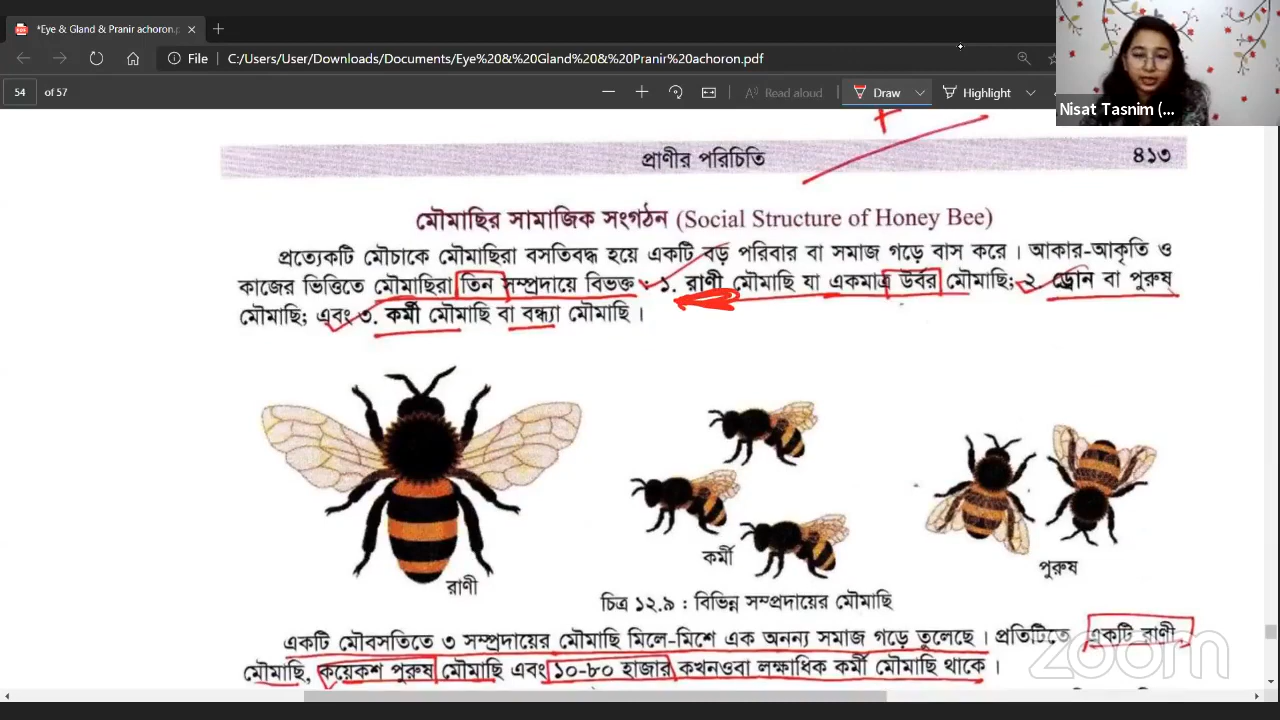 *Eye & Gland & Pranir achoron.p
File C:/Users/User/Downloads/Documents/Eye%20&%20Gland%20&%20Pranir%20achoron.pdf
54 of 57 Read aloud Draw Highlight
Nisat Tasnim (...
প্রাণীর পরিচিতি ৪১৩
মৌমাছির সামাজিক সংগঠন (Social Structure of Honey Bee)
প্রত্যেকটি মৌচাকে মৌমাছিরা বসতিবদ্ধ হয়ে একটি বড় পরিবার বা সমাজ গড়ে বাস করে। আকার-আকৃতি ও
কাজের ভিত্তিতে মৌমাছিরা তিন সম্প্রদায়ে বিভক্ত : ১. রাণী মৌমাছি যা একমাত্র উর্বর মৌমাছি; ২. ড্রোন বা পুরুষ
মৌমাছি; এবং ৩. কর্মী মৌমাছি বা বন্ধ্যা মৌমাছি।
রাণী
কর্মী
পুরুষ
চিত্র ১২.৯ : বিভিন্ন সম্প্রদায়ের মৌমাছি
একটি মৌবসতিতে ৩ সম্প্রদায়ের মৌমাছি মিলে-মিশে এক অনন্য সমাজ গড়ে তুলেছে। প্রতিটিতে একটি রাণী
মৌমাছি, কয়েকশ পুরুষ মৌমাছি এবং ১০-৮০ হাজার কখনওবা লক্ষাধিক কর্মী মৌমাছি থাকে।
zoom